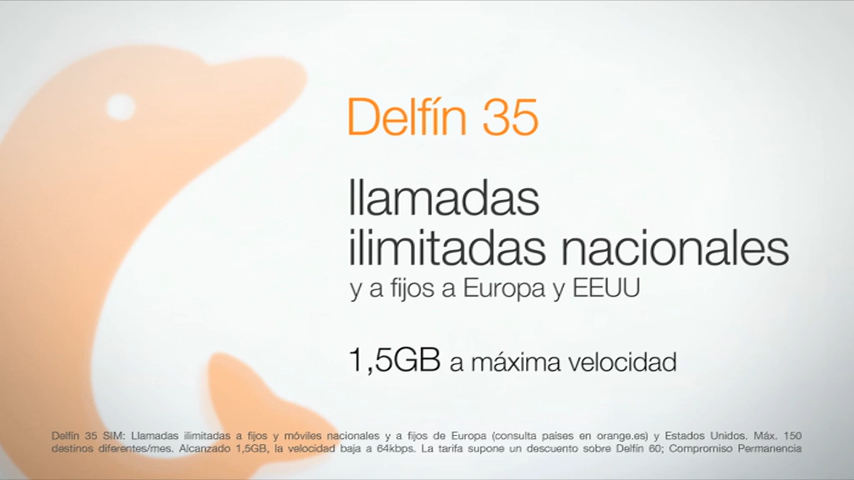 Delfín 35
llamadas
ilimitadas nacionales
y a fijos a Europa y EEUU
1,5GB a máxima velocidad
Delfín 35 SIM: Llamadas ilimitadas a fijos y móviles nacionales y a fijos de Europa (consulta países en orange.es) y Estados Unidos. Máx. 150
destinos diferentes/mes. Alcanzado 1,5GB, la velocidad baja a 64kbps. La tarifa supone un descuento sobre Delfín 60; Compromiso Permanencia